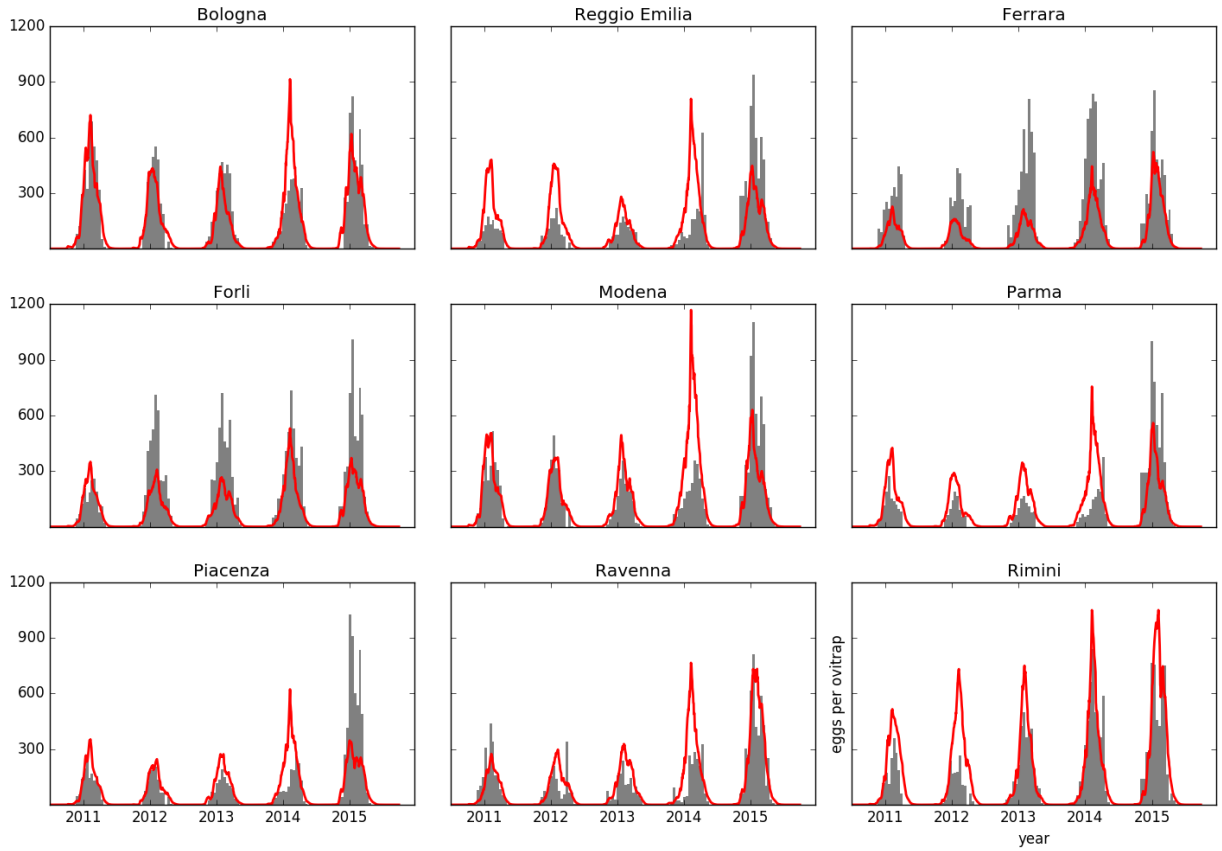 Bologna Reggio Emilia Ferrara
1200
900
600
300
Forli Modena Parma
1200
900
600
300
Piacenza Ravenna Rimini
1200
900
600
300
eggs per ovitrap
2011 2012 2013 2014 2015 2011 2012 2013 2014 2015 2011 2012 2013 2014 2015
year